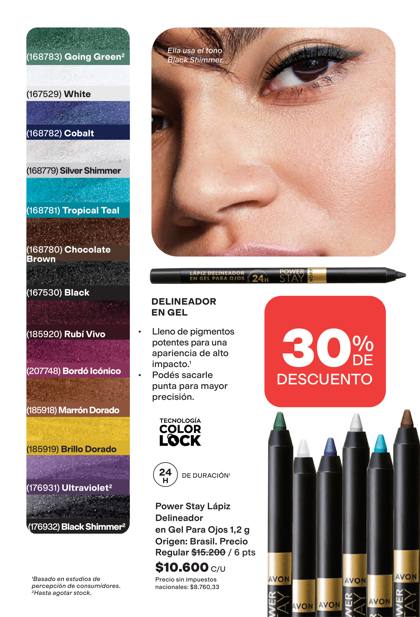 Ella usa el tono
Black Shimmer
(168783) Going Green²
(167529) White
(168782) Cobalt
(168779) Silver Shimmer
(168781) Tropical Teal
(168780) Chocolate
Brown
(167530) Black
(185920) Rubí Vivo
(207748) Bordó Icónico
(185918) Marrón Dorado
(185919) Brillo Dorado
(176931) Ultraviolet²
(176932) Black Shimmer²
¹Basado en estudios de
percepción de consumidores.
²Hasta agotar stock.
LÁPIZ DELINEADOR
EN GEL PARA OJOS
24H
POWER
STAY
DELINEADOR
EN GEL
• Lleno de pigmentos
potentes para una
apariencia de alto
impacto.¹
• Podés sacarle
punta para mayor
precisión.
TECNOLOGÍA
COLOR
LOCK
24
H
DE DURACIÓN¹
30%
DE
DESCUENTO
Power Stay Lápiz
Delineador
en Gel Para Ojos 1,2 g
Origen: Brasil. Precio
Regular $15.200 / 6 pts
$10.600 C/U
Precio sin impuestos
nacionales: $8.760,33
AVON
AVON
AVON
AVON
AVON